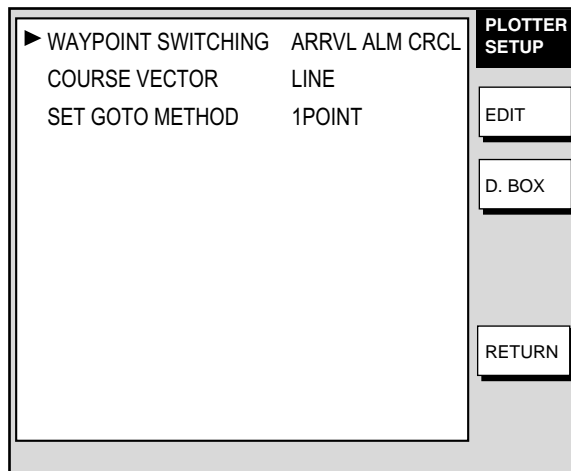 WAYPOINT SWITCHING ARRVL ALM CRCL
COURSE VECTOR LINE
SET GOTO METHOD 1POINT
PLOTTER
SETUP
EDIT
D. BOX
RETURN